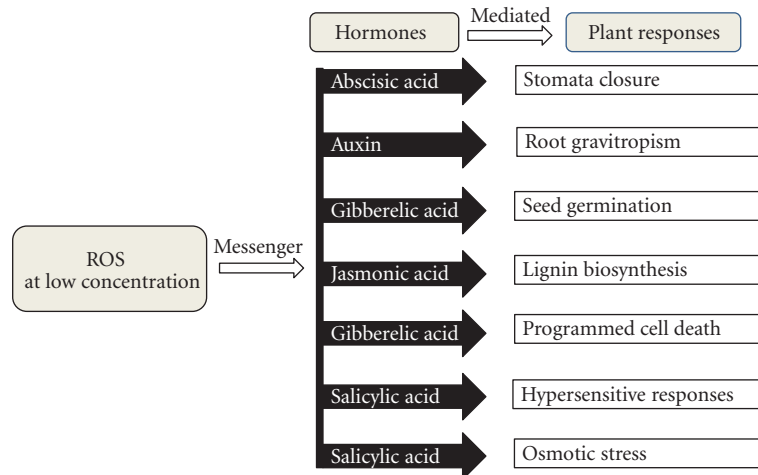 Hormones
Mediated
Plant responses
Abscisic acid
Stomata closure
Auxin
Root gravitropism
Gibberelic acid
Seed germination
ROS
at low concentration
Messenger
Jasmonic acid
Lignin biosynthesis
Gibberelic acid
Programmed cell death
Salicylic acid
Hypersensitive responses
Salicylic acid
Osmotic stress